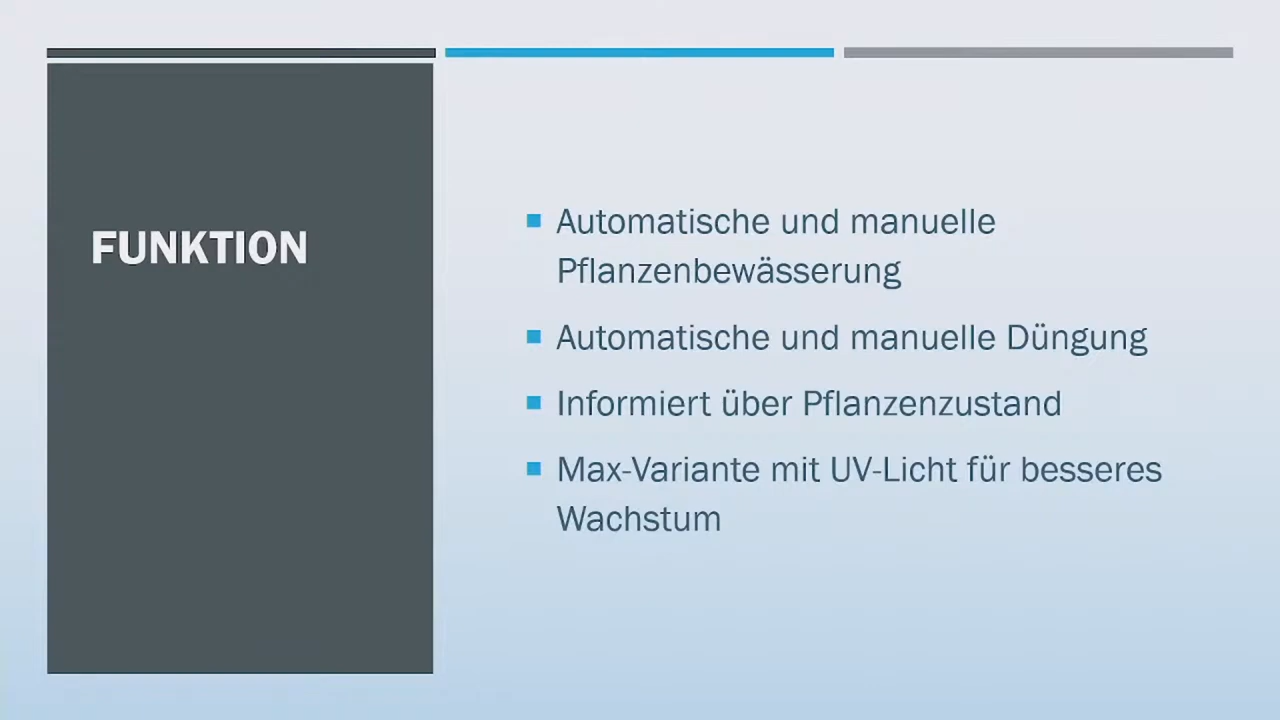 FUNKTION
Automatische und manuelle
Pflanzenbewässerung
Automatische und manuelle Düngung
Informiert über Pflanzenzustand
Max-Variante mit UV-Licht für besseres
Wachstum